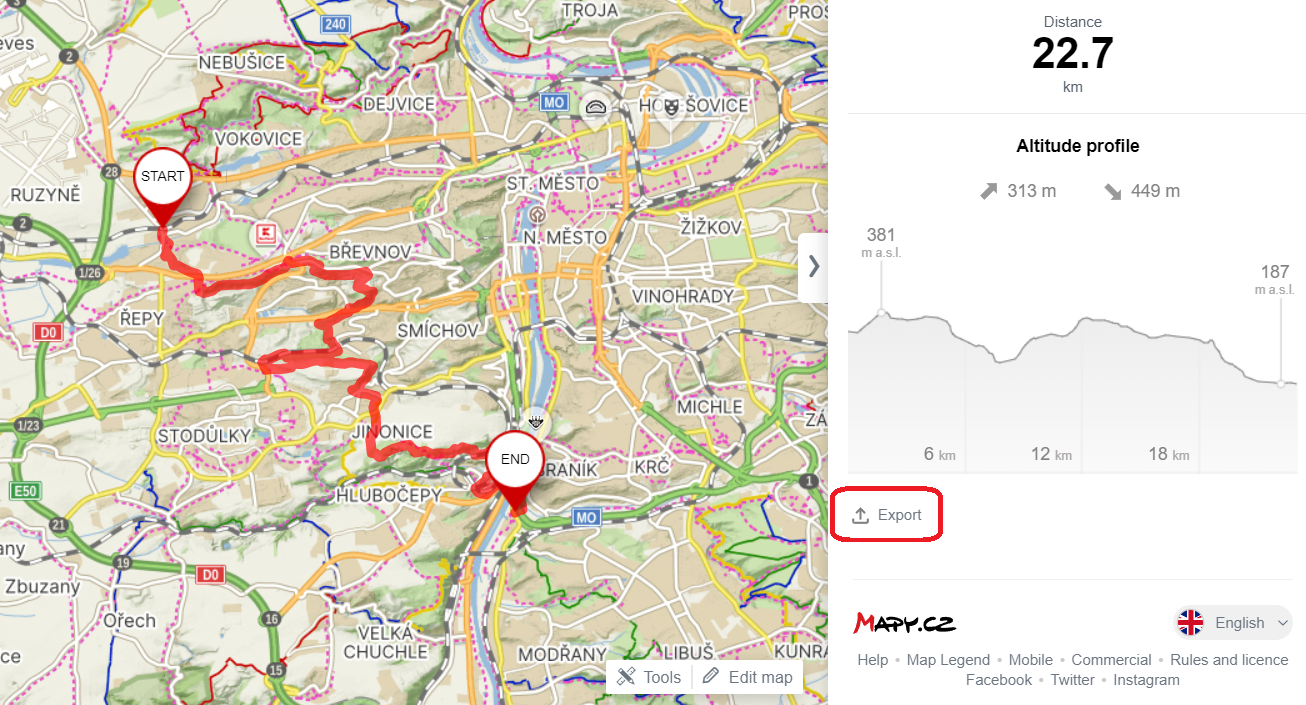 TROJA
PROS
240
eves
2
NEBUŠICE
DEJVICE
MO
HO
ŠOVICE
VOKOVICE
28
START
RUZYNĚ
ST. MĚSTO
2
N. MĚSTO
ŽIŽKOV
BŘEVNOV
1/26
VINOHRADY
ŘEPY
D0
SMÍCHOV
MICHLE
ZÁ
1/23
STODŮLKY
JINONICE
END
BRANÍK
KRČ
E50
HLUBOČEPY
1
MO
21
any
19
D0
Zbuzany
Ořech
16
VELKÁ
CHUCHLE
ce
15
MODŘANY
LIBUŠ
KUNRA
Tools
Edit map
Distance
22.7
km
Altitude profile
313 m
449 m
381
m a.s.l.
187
m a.s.l.
6 km
12 km
18 km
Export
Mapy.cz
English
Help • Map Legend • Mobile • Commercial • Rules and licence
Facebook • Twitter • Instagram